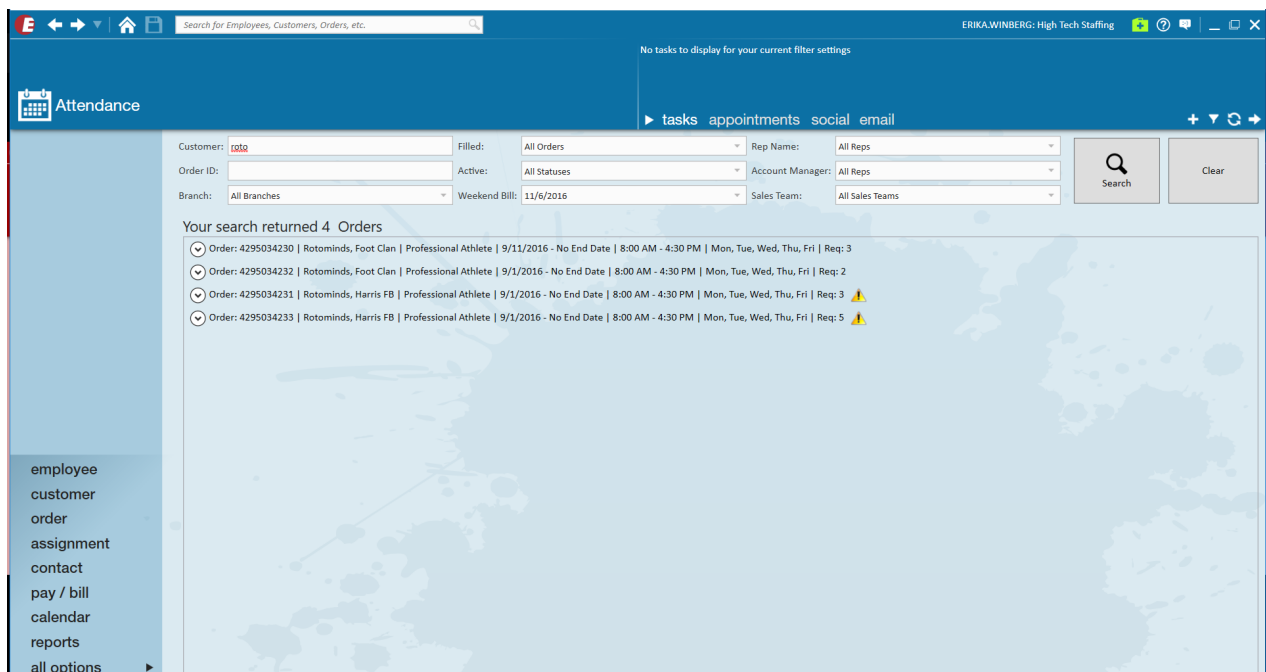 E
Search for Employees, Customers, Orders, etc.
ERIKA.WINBERG: High Tech Staffing
No tasks to display for your current filter settings
Attendance
tasks appointments social email
Customer: roto Filled: All Orders Rep Name: All Reps
Order ID: Active: All Statuses Account Manager: All Reps
Branch: All Branches Weekend Bill: 11/6/2016 Sales Team: All Sales Teams
Search
Clear
Your search returned 4 Orders
Order: 4295034230 | Rotominds, Foot Clan | Professional Athlete | 9/11/2016 - No End Date | 8:00 AM - 4:30 PM | Mon, Tue, Wed, Thu, Fri | Req: 3
Order: 4295034232 | Rotominds, Foot Clan | Professional Athlete | 9/1/2016 - No End Date | 8:00 AM - 4:30 PM | Mon, Tue, Wed, Thu, Fri | Req: 2
Order: 4295034231 | Rotominds, Harris FB | Professional Athlete | 9/1/2016 - No End Date | 8:00 AM - 4:30 PM | Mon, Tue, Wed, Thu, Fri | Req: 3
Order: 4295034233 | Rotominds, Harris FB | Professional Athlete | 9/1/2016 - No End Date | 8:00 AM - 4:30 PM | Mon, Tue, Wed, Thu, Fri | Req: 5
employee
customer
order
assignment
contact
pay / bill
calendar
reports
all options